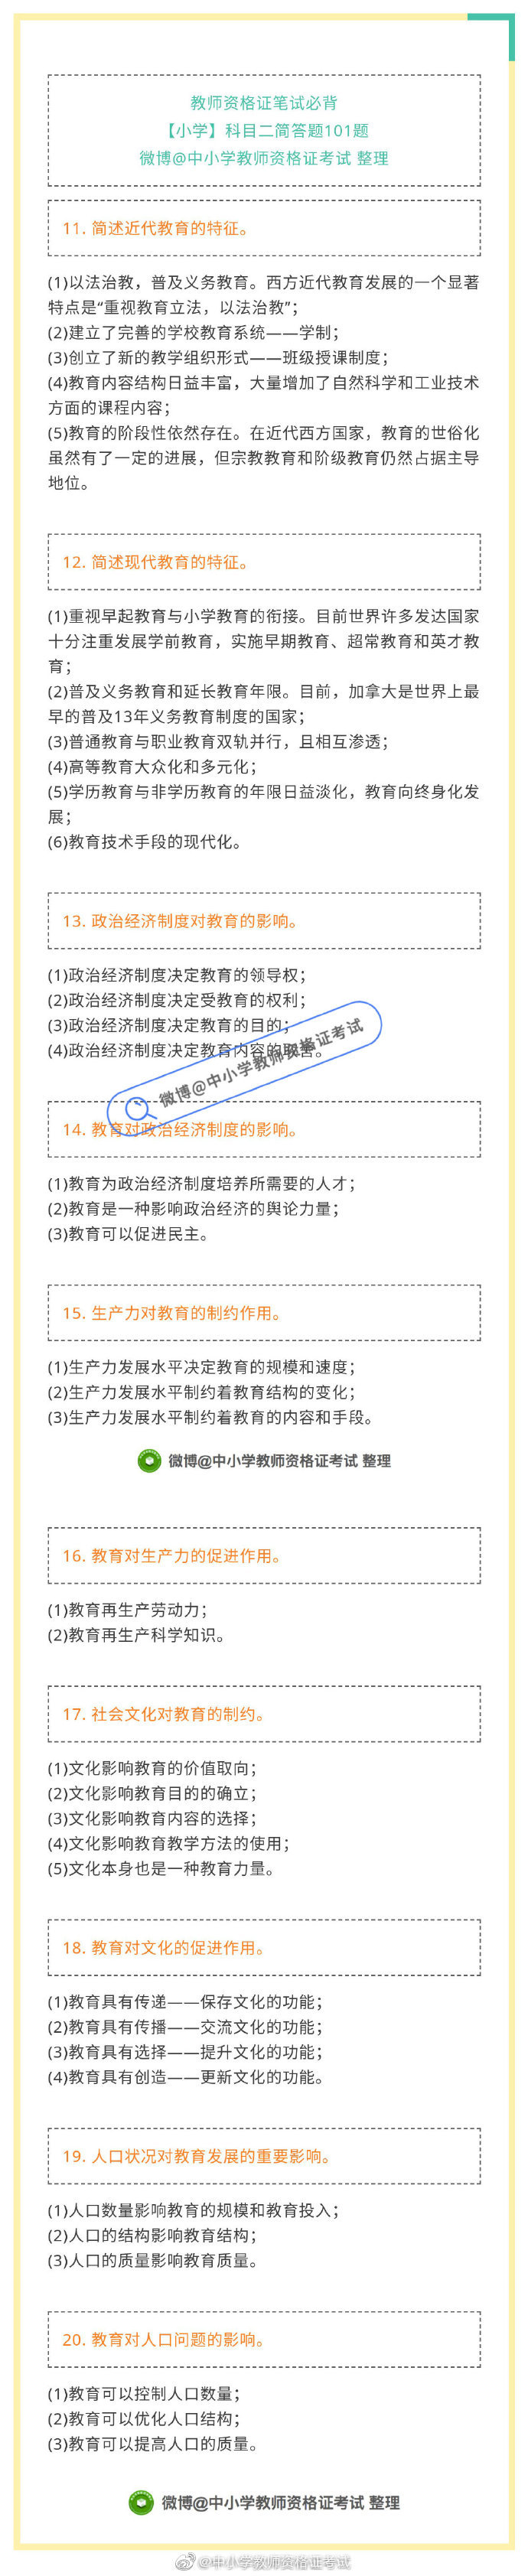 教师资格证笔试必背
【小学】科目二简答题101题
微博@中小学教师资格证考试 整理
11. 简述近代教育的特征。
(1)以法治教，普及义务教育。西方近代教育发展的一个显著
特点是“重视教育立法，以法治教”；
(2)建立了完善的学校教育系统——学制；
(3)创立了新的教学组织形式——班级授课制度；
(4)教育内容结构日益丰富，大量增加了自然科学和工业技术
方面的课程内容；
(5)教育的阶段性依然存在。在近代西方国家，教育的世俗化
虽然有了一定的进展，但宗教教育和阶级教育仍然占据主导
地位。
12. 简述现代教育的特征。
(1)重视早起教育与小学教育的衔接。目前世界许多发达国家
十分注重发展学前教育，实施早期教育、超常教育和英才教
育；
(2)普及义务教育和延长教育年限。目前，加拿大是世界上最
早的普及13年义务教育制度的国家；
(3)普通教育与职业教育双轨并行，且相互渗透；
(4)高等教育大众化和多元化；
(5)学历教育与非学历教育的年限日益淡化，教育向终身化发
展；
(6)教育技术手段的现代化。
13. 政治经济制度对教育的影响。
(1)政治经济制度决定教育的领导权；
(2)政治经济制度决定受教育的权利；
(3)政治经济制度决定教育的目的；
(4)政治经济制度决定教育内容的取舍。
微博@中小学教师资格证考试
14. 教育对政治经济制度的影响。
(1)教育为政治经济制度培养所需要的人才；
(2)教育是一种影响政治经济的舆论力量；
(3)教育可以促进民主。
15. 生产力对教育的制约作用。
(1)生产力发展水平决定教育的规模和速度；
(2)生产力发展水平制约着教育结构的变化；
(3)生产力发展水平制约着教育的内容和手段。
微博@中小学教师资格证考试 整理
16. 教育对生产力的促进作用。
(1)教育再生产劳动力；
(2)教育再生产科学知识。
17. 社会文化对教育的制约。
(1)文化影响教育的价值取向；
(2)文化影响教育目的的确立；
(3)文化影响教育内容的选择；
(4)文化影响教育教学方法的使用；
(5)文化本身也是一种教育力量。
18. 教育对文化的促进作用。
(1)教育具有传递——保存文化的功能；
(2)教育具有传播——交流文化的功能；
(3)教育具有选择——提升文化的功能；
(4)教育具有创造——更新文化的功能。
19. 人口状况对教育发展的重要影响。
(1)人口数量影响教育的规模和教育投入；
(2)人口的结构影响教育结构；
(3)人口的质量影响教育质量。
20. 教育对人口问题的影响。
(1)教育可以控制人口数量；
(2)教育可以优化人口结构；
(3)教育可以提高人口的质量。
微博@中小学教师资格证考试 整理
@中小学教师资格证考试